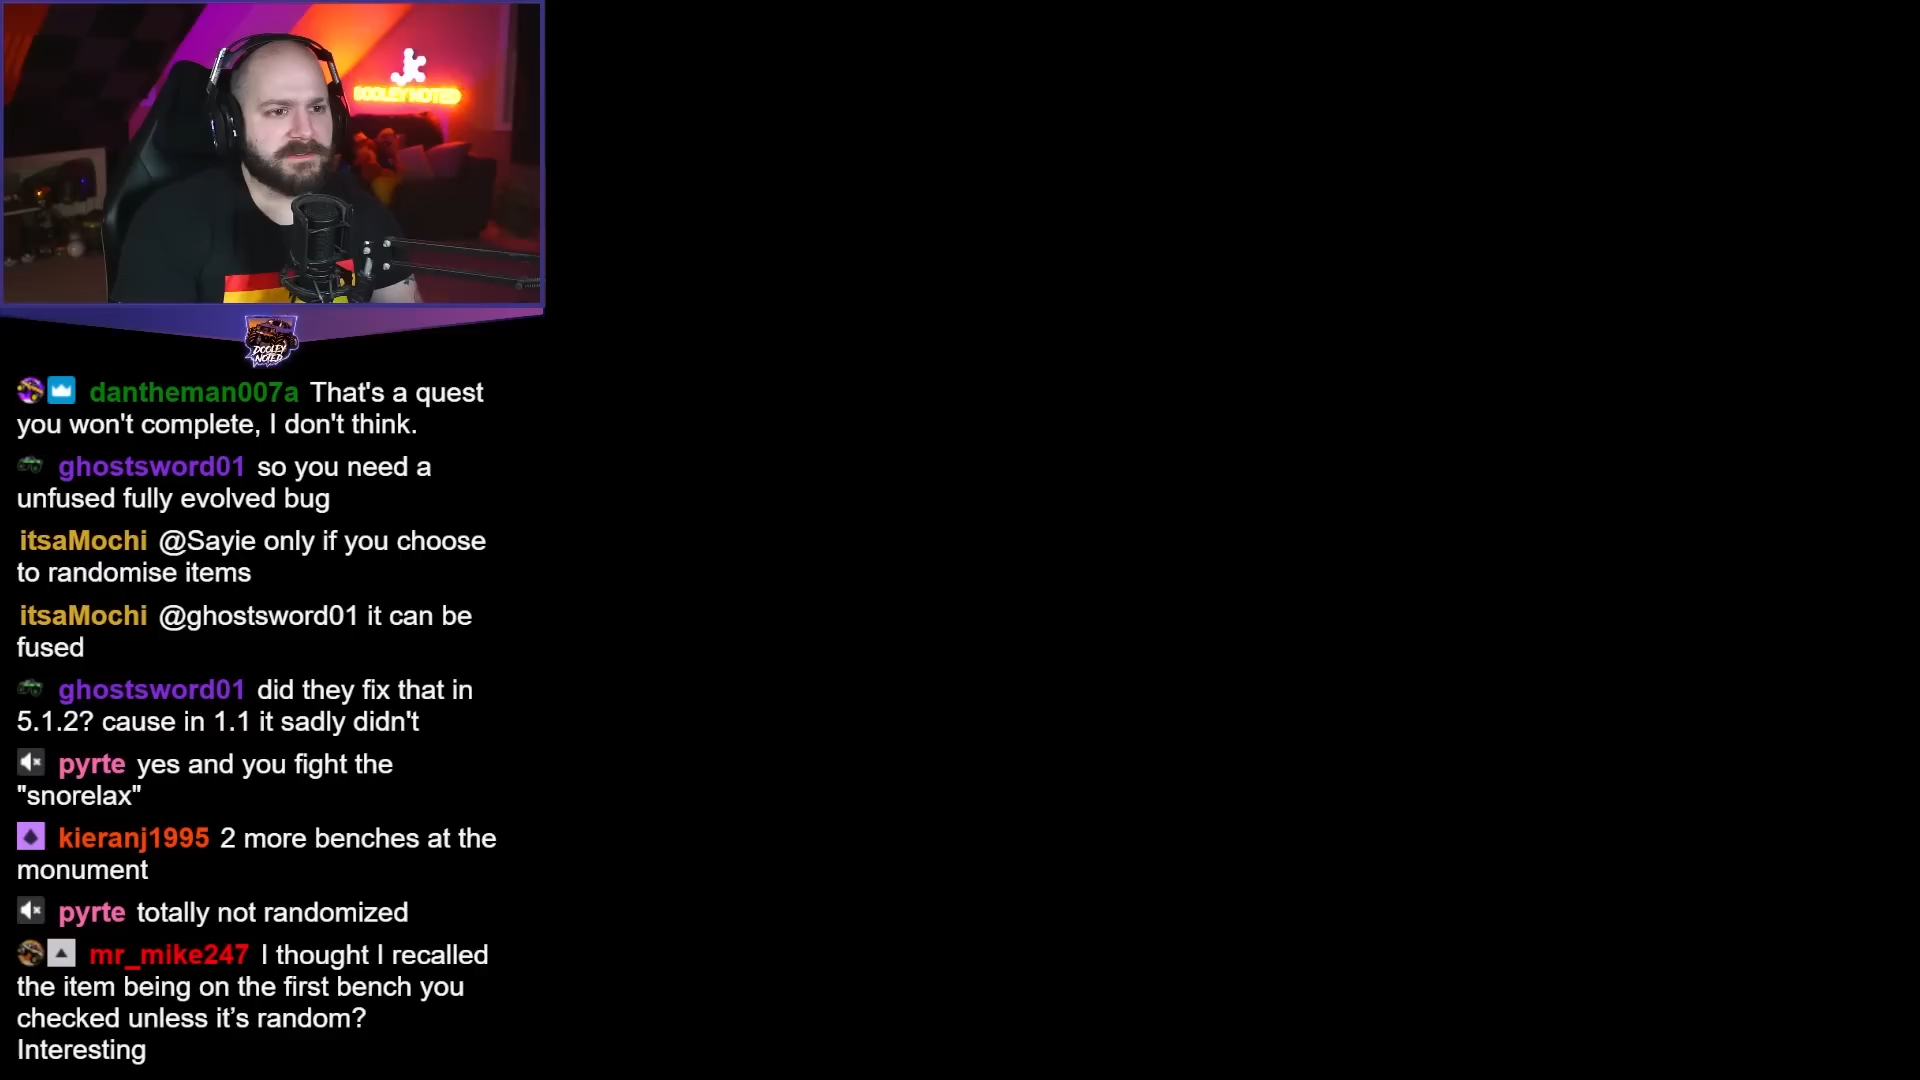 DOOLEY NOTED
DOOLEY
NOTED
dantheman007a That's a quest
you won't complete, I don't think.
ghostsword01 so you need a
unfused fully evolved bug
itsaMochi @Sayie only if you choose
to randomise items
itsaMochi @ghostsword01 it can be
fused
ghostsword01 did they fix that in
5.1.2? cause in 1.1 it sadly didn't
pyrte yes and you fight the
"snorelax"
kieranj1995 2 more benches at the
monument
pyrte totally not randomized
mr_mike247 I thought I recalled
the item being on the first bench you
checked unless it’s random?
Interesting